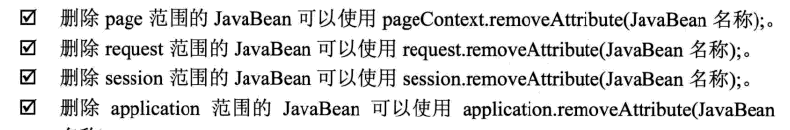 ☑ 删除 page 范围的 JavaBean 可以使用 pageContext.removeAttribute(JavaBean 名称);。
☑ 删除 request 范围的 JavaBean 可以使用 request.removeAttribute(JavaBean 名称);。
☑ 删除 session 范围的 JavaBean 可以使用 session.removeAttribute(JavaBean 名称);。
☑ 删除 application 范围的 JavaBean 可以使用 application.removeAttribute(JavaBean